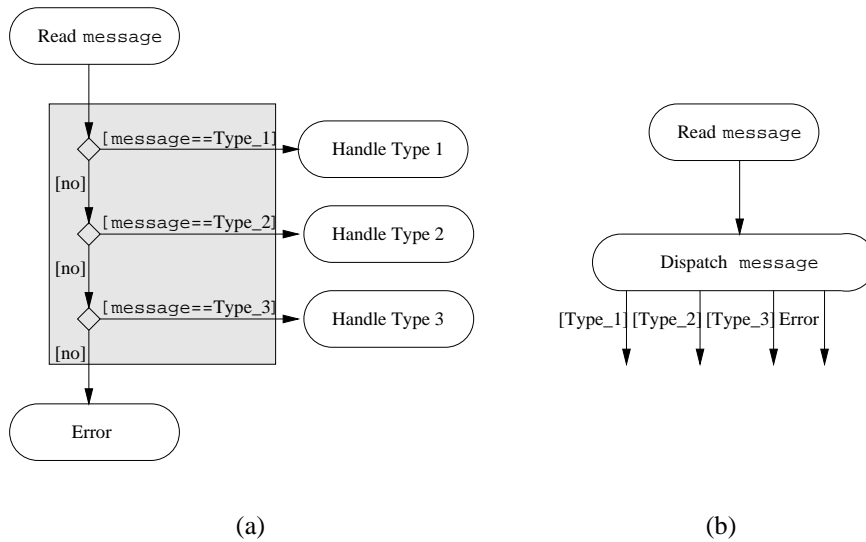 Read message
[message==Type_1]
Handle Type 1
[no]
[message==Type_2]
Handle Type 2
[no]
[message==Type_3]
Handle Type 3
[no]
Error
(a)
Read message
Dispatch message
[Type_1] [Type_2] [Type_3] Error
(b)